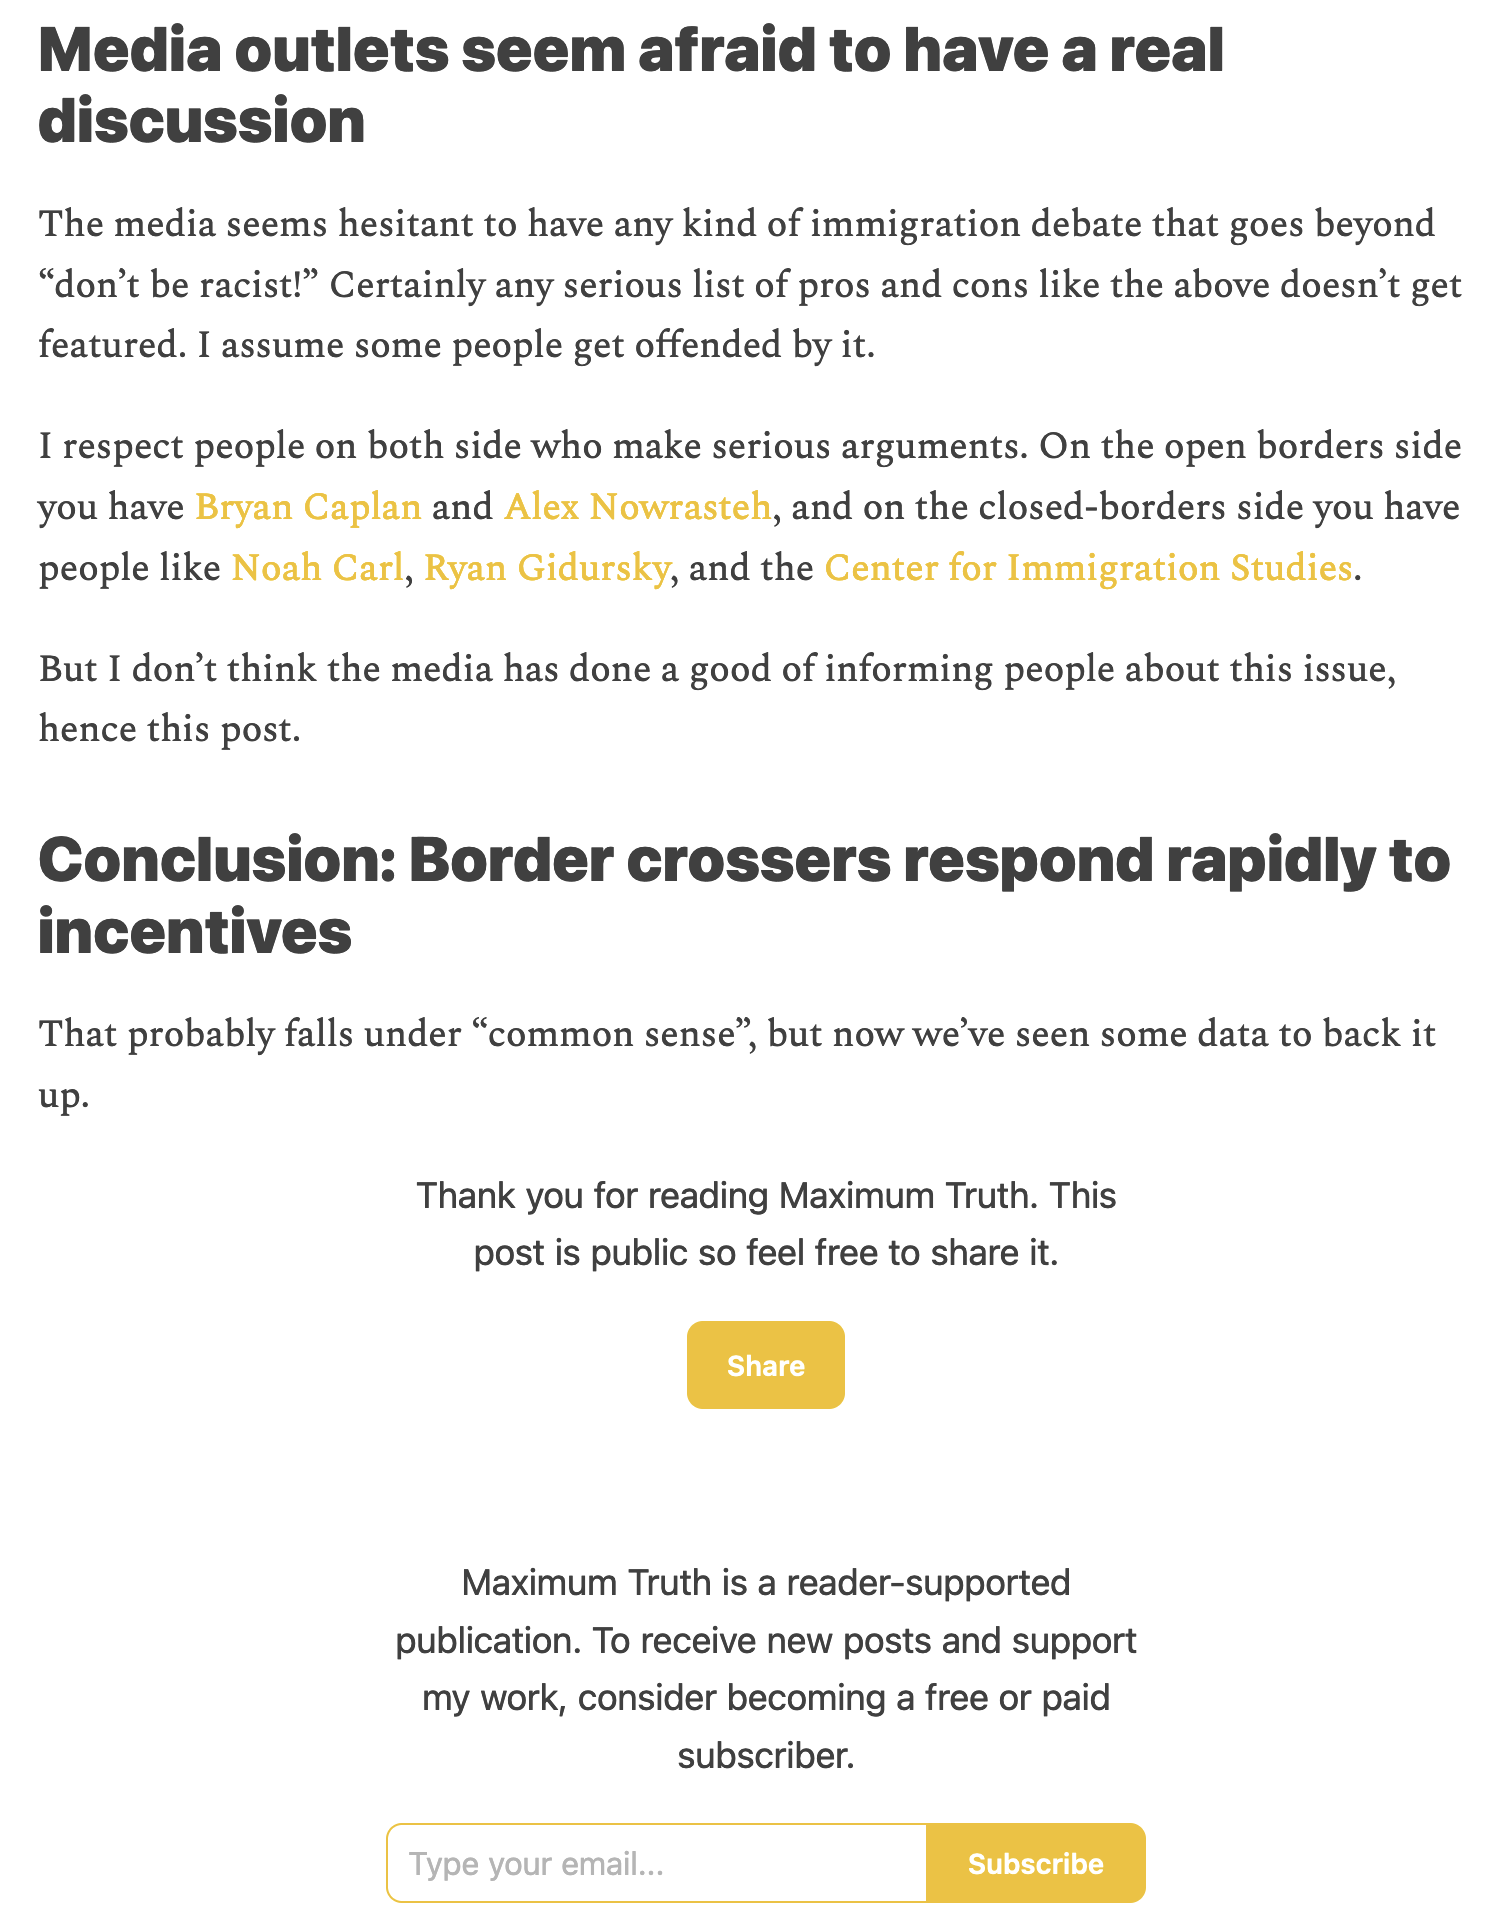 Media outlets seem afraid to have a real
discussion
The media seems hesitant to have any kind of immigration debate that goes beyond
“don’t be racist!” Certainly any serious list of pros and cons like the above doesn’t get
featured. I assume some people get offended by it.
I respect people on both side who make serious arguments. On the open borders side
you have Bryan Caplan and Alex Nowrasteh, and on the closed-borders side you have
people like Noah Carl, Ryan Gidursky, and the Center for Immigration Studies.
But I don’t think the media has done a good of informing people about this issue,
hence this post.
Conclusion: Border crossers respond rapidly to
incentives
That probably falls under “common sense”, but now we’ve seen some data to back it
up.
Thank you for reading Maximum Truth. This
post is public so feel free to share it.
Share
Maximum Truth is a reader-supported
publication. To receive new posts and support
my work, consider becoming a free or paid
subscriber.
Type your email...
Subscribe